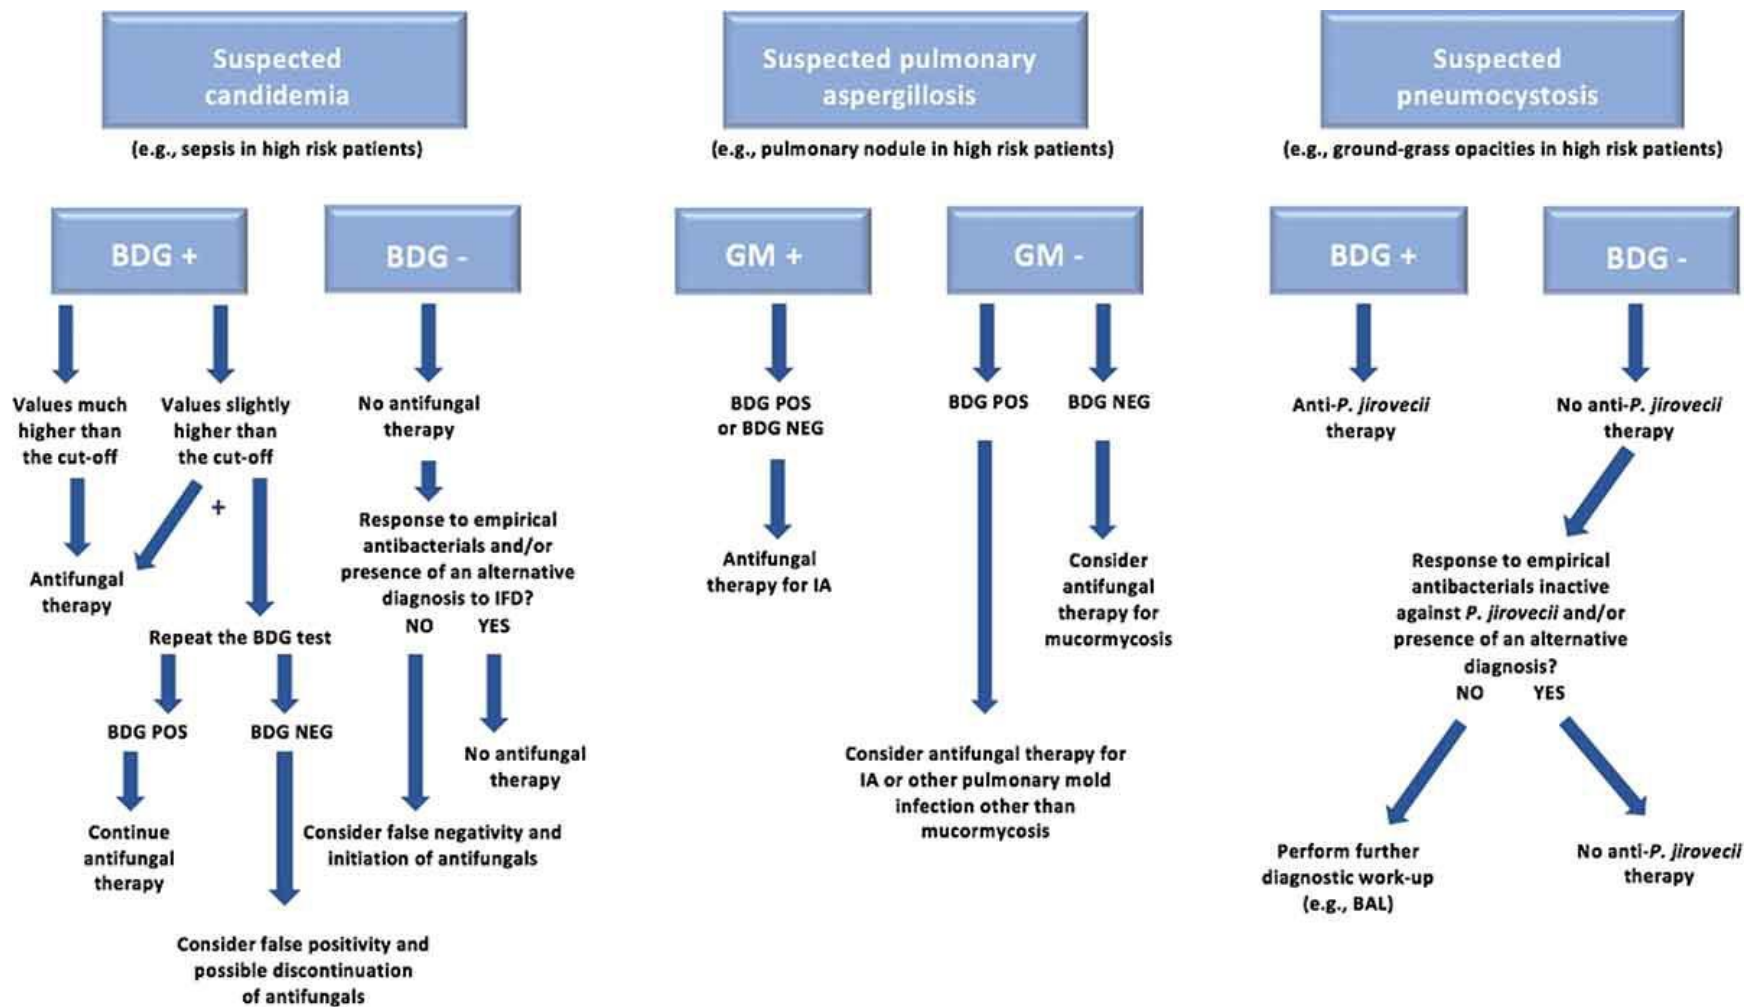 Suspected
candidemia
(e.g., sepsis in high risk patients)
BDG +
BDG -
Values much
higher than
the cut-off
Values slightly
higher than
the cut-off
+
Antifungal
therapy
Repeat the BDG test
BDG POS
BDG NEG
Continue
antifungal
therapy
Consider false positivity and
possible discontinuation
of antifungals
No antifungal
therapy
Response to empirical
antibacterials and/or
presence of an alternative
diagnosis to IFD?
NO
YES
No antifungal
therapy
Consider false negativity and
initiation of antifungals
Suspected pulmonary
aspergillosis
(e.g., pulmonary nodule in high risk patients)
GM +
GM -
BDG POS
or BDG NEG
Antifungal
therapy for IA
BDG POS
BDG NEG
Consider
antifungal
therapy for
mucormycosis
Consider antifungal therapy for
IA or other pulmonary mold
infection other than
mucormycosis
Suspected
pneumocystosis
(e.g., ground-grass opacities in high risk patients)
BDG +
BDG -
Anti-P. jirovecii
therapy
No anti-P. jirovecii
therapy
Response to empirical
antibacterials inactive
against P. jirovecii and/or
presence of an alternative
diagnosis?
NO
YES
Perform further
diagnostic work-up
(e.g., BAL)
No anti-P. jirovecii
therapy